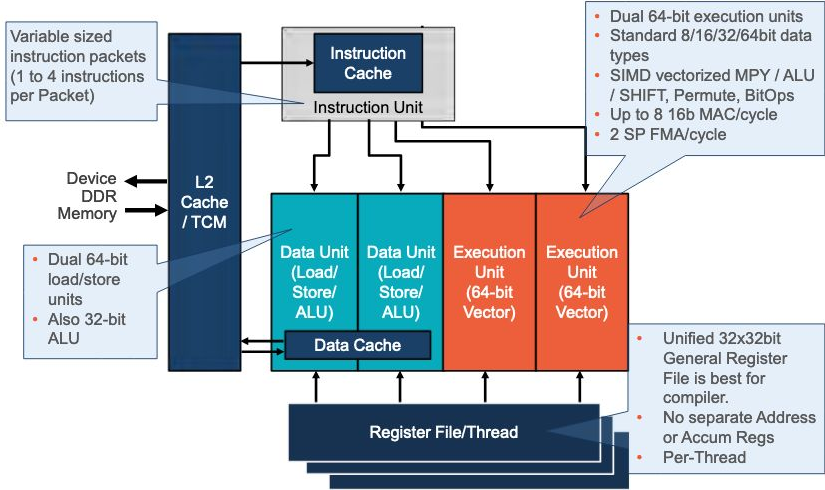 Variable sized
instruction packets
(1 to 4 instructions
per Packet)
Instruction
Cache
Instruction Unit
• Dual 64-bit execution units
• Standard 8/16/32/64bit data
types
• SIMD vectorized MPY / ALU
/ SHIFT, Permute, BitOps
• Up to 8 16b MAC/cycle
• 2 SP FMA/cycle
Device
DDR
Memory
L2
Cache
/ TCM
• Dual 64-bit
load/store
units
• Also 32-bit
ALU
Data Unit
(Load/
Store/
ALU)
Data Unit
(Load/
Store/
ALU)
Execution
Unit
(64-bit
Vector)
Execution
Unit
(64-bit
Vector)
Data Cache
Register File/Thread
• Unified 32x32bit
General Register
File is best for
compiler.
• No separate Address
or Accum Regs
• Per-Thread